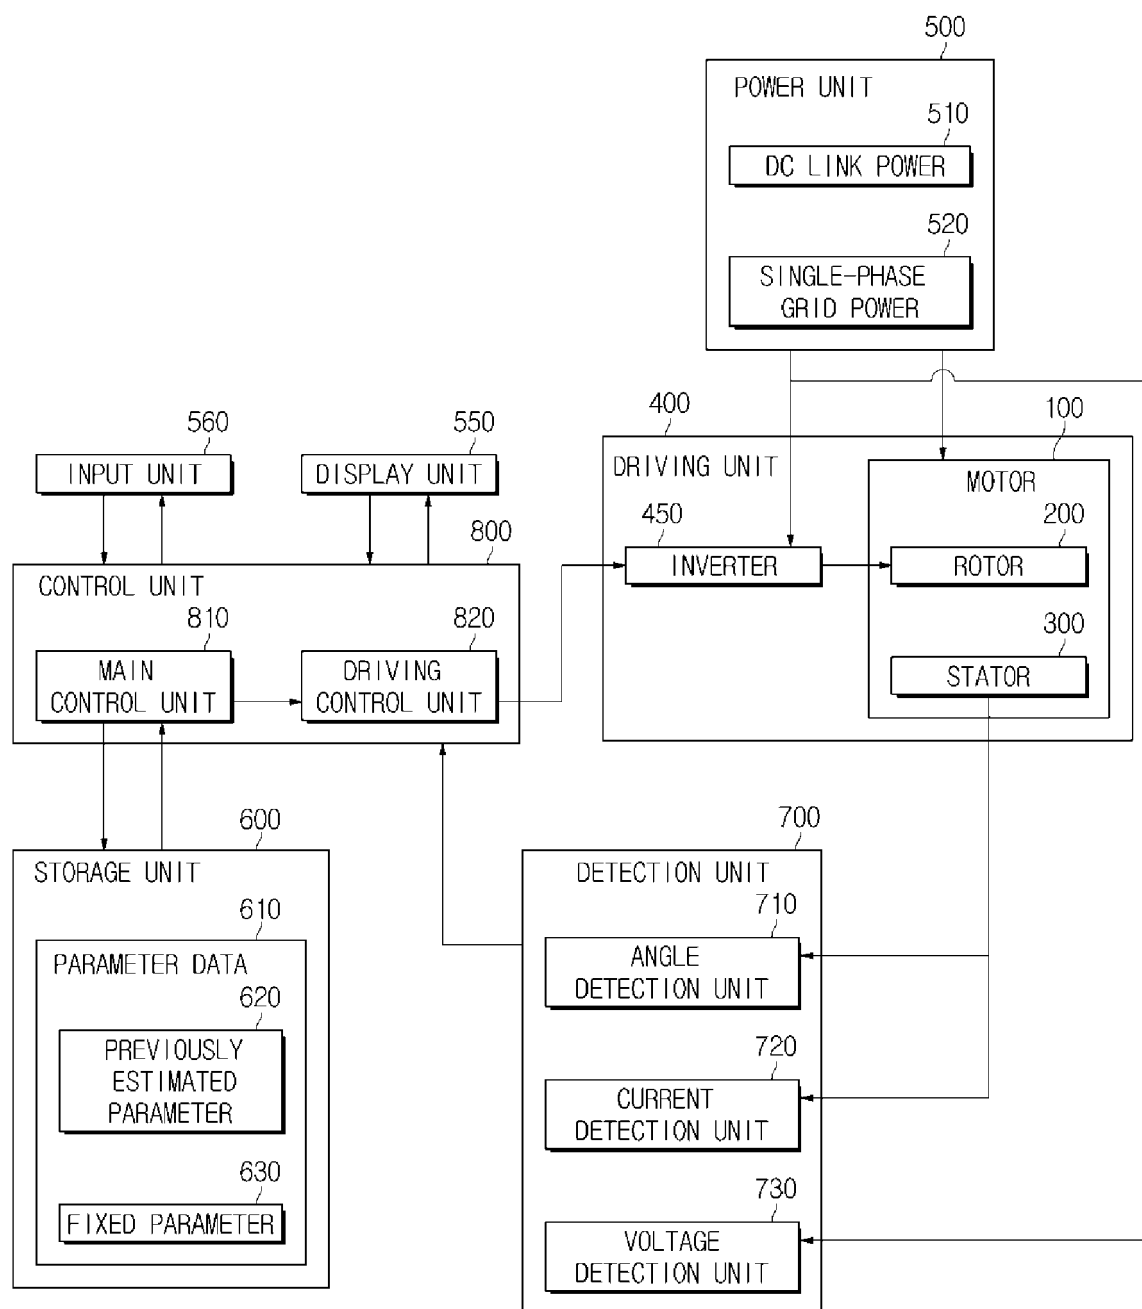 500
POWER UNIT
510
DC LINK POWER
520
SINGLE-PHASE
GRID POWER
400
100
DRIVING UNIT
MOTOR
450
200
INVERTER
ROTOR
300
STATOR
560
550
INPUT UNIT
DISPLAY UNIT
800
CONTROL UNIT
810
820
MAIN
CONTROL UNIT
DRIVING
CONTROL UNIT
600
STORAGE UNIT
610
PARAMETER DATA
620
PREVIOUSLY
ESTIMATED
PARAMETER
630
FIXED PARAMETER
700
DETECTION UNIT
710
ANGLE
DETECTION UNIT
720
CURRENT
DETECTION UNIT
730
VOLTAGE
DETECTION UNIT